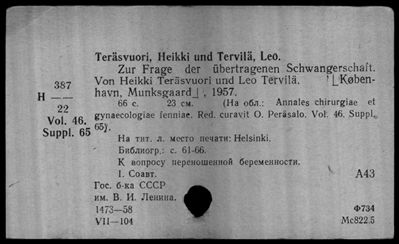 Teräsvuori, Heikki und Tervilä, Leo.
Zur Frage der übertragenen Schwangerschaft.
Von Heikki Teräsvuori und Leo Tervilä. [Køben-
havn, Munksgaard], 1957.
387
H
22
Vol. 46,
Suppl. 65
66 с. 23 см. (На обл.: Annales chirurgiae et
gynaecologiae fenniae. Red. curavit O. Peräsalo. Vol. 46. Suppl.
65).
На тит. л. место печати: Helsinki.
Библиогр.: с. 61-66.
К вопросу переношенной беременности.
I. Соавт. А43
Гос. б-ка СССР
им. В. И. Ленина.
1473—58 Ф734
VII—104 Мс822.5